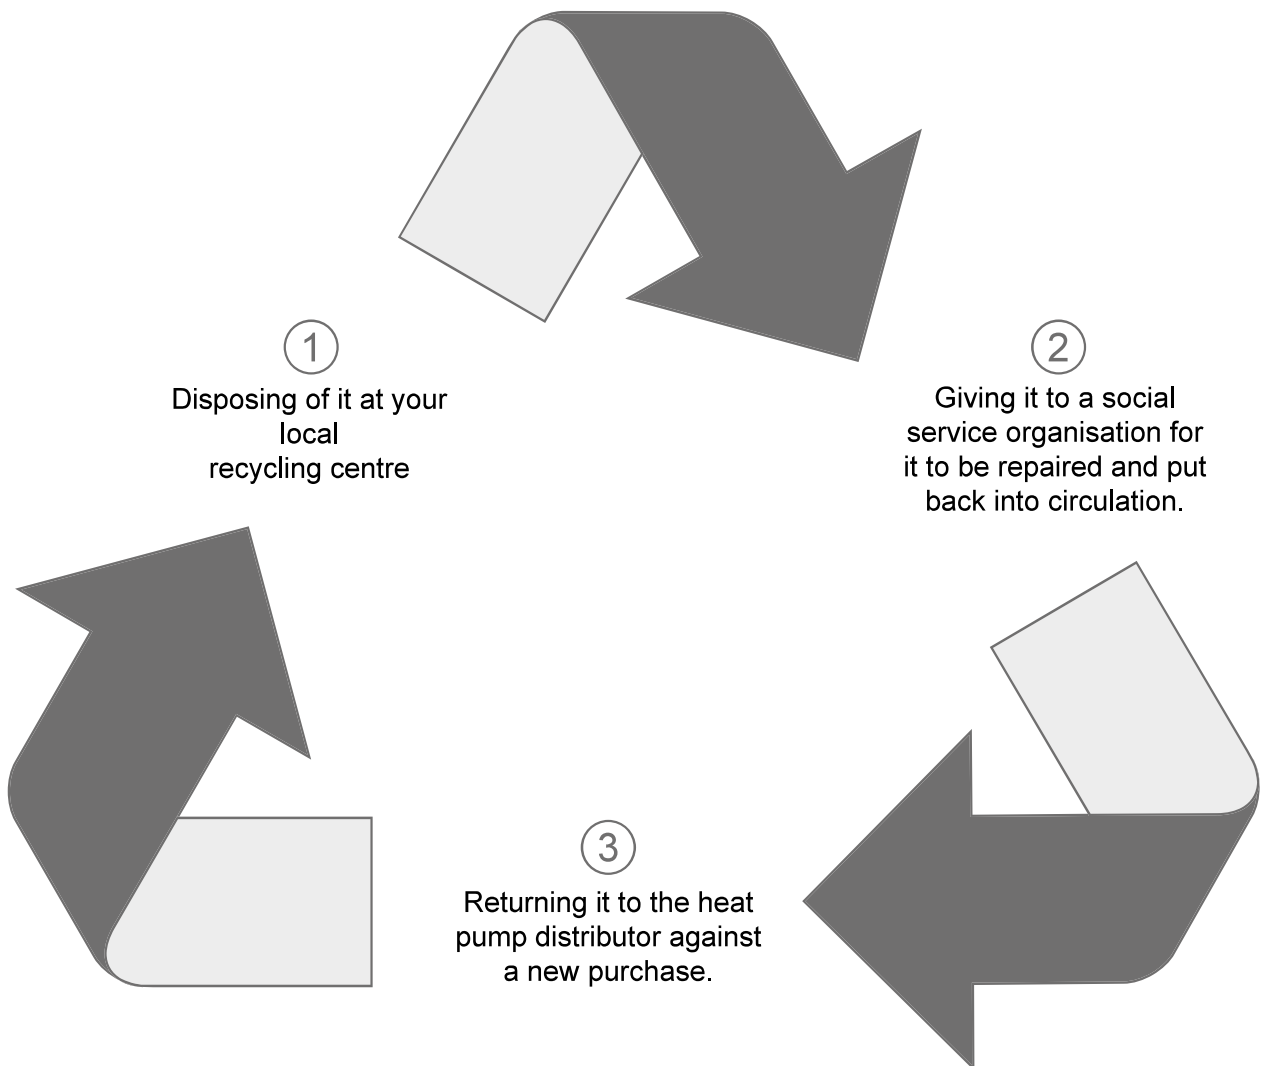 1
Disposing of it at your
local
recycling centre
2
Giving it to a social
service organisation for
it to be repaired and put
back into circulation.
3
Returning it to the heat
pump distributor against
a new purchase.